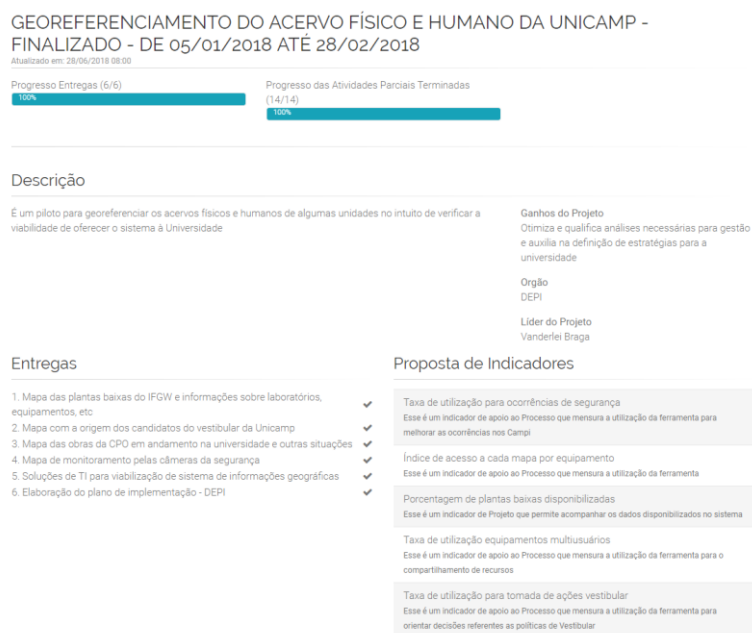 GEOREFERENCIAMENTO DO ACERVO FÍSICO E HUMANO DA UNICAMP -
FINALIZADO - DE 05/01/2018 ATÉ 28/02/2018
Atualizado em: 28/06/2018 08:00
Progresso Entregas (6/6)
100%
Progresso das Atividades Parciais Terminadas
(14/14)
100%
Descrição
É um piloto para georeferenciar os acervos físicos e humanos de algumas unidades no intuito de verificar a
viabilidade de oferecer o sistema à Universidade
Ganhos do Projeto
Otimiza e qualifica análises necessárias para gestão
e auxilia na definição de estratégias para a
universidade
Orgão
DEPI
Líder do Projeto
Vanderlei Braga
Entregas
1. Mapa das plantas baixas do IFGW e informações sobre laboratórios,
equipamentos, etc
2. Mapa com a origem dos candidatos do vestibular da Unicamp
3. Mapa das obras da CPO em andamento na universidade e outras situações
4. Mapa de monitoramento pelas câmeras da segurança
5. Soluções de TI para viabilização de sistema de informações geográficas
6. Elaboração do plano de implementação - DEPI
Proposta de Indicadores
Taxa de utilização para ocorrências de segurança
Esse é um indicador de apoio ao Processo que mensura a utilização da ferramenta para
melhorar as ocorrências nos Campi
Índice de acesso a cada mapa por equipamento
Esse é um indicador de apoio ao Processo que mensura a utilização da ferramenta
Porcentagem de plantas baixas disponibilizadas
Esse é um indicador de Projeto que permite acompanhar os dados disponibilizados no sistema
Taxa de utilização equipamentos multiusuários
Esse é um indicador de apoio ao Processo que mensura a utilização da ferramenta para o
compartilhamento de recursos
Taxa de utilização para tomada de ações vestibular
Esse é um indicador de apoio ao Processo que mensura a utilização da ferramenta para
orientar decisões referentes as políticas de Vestibular